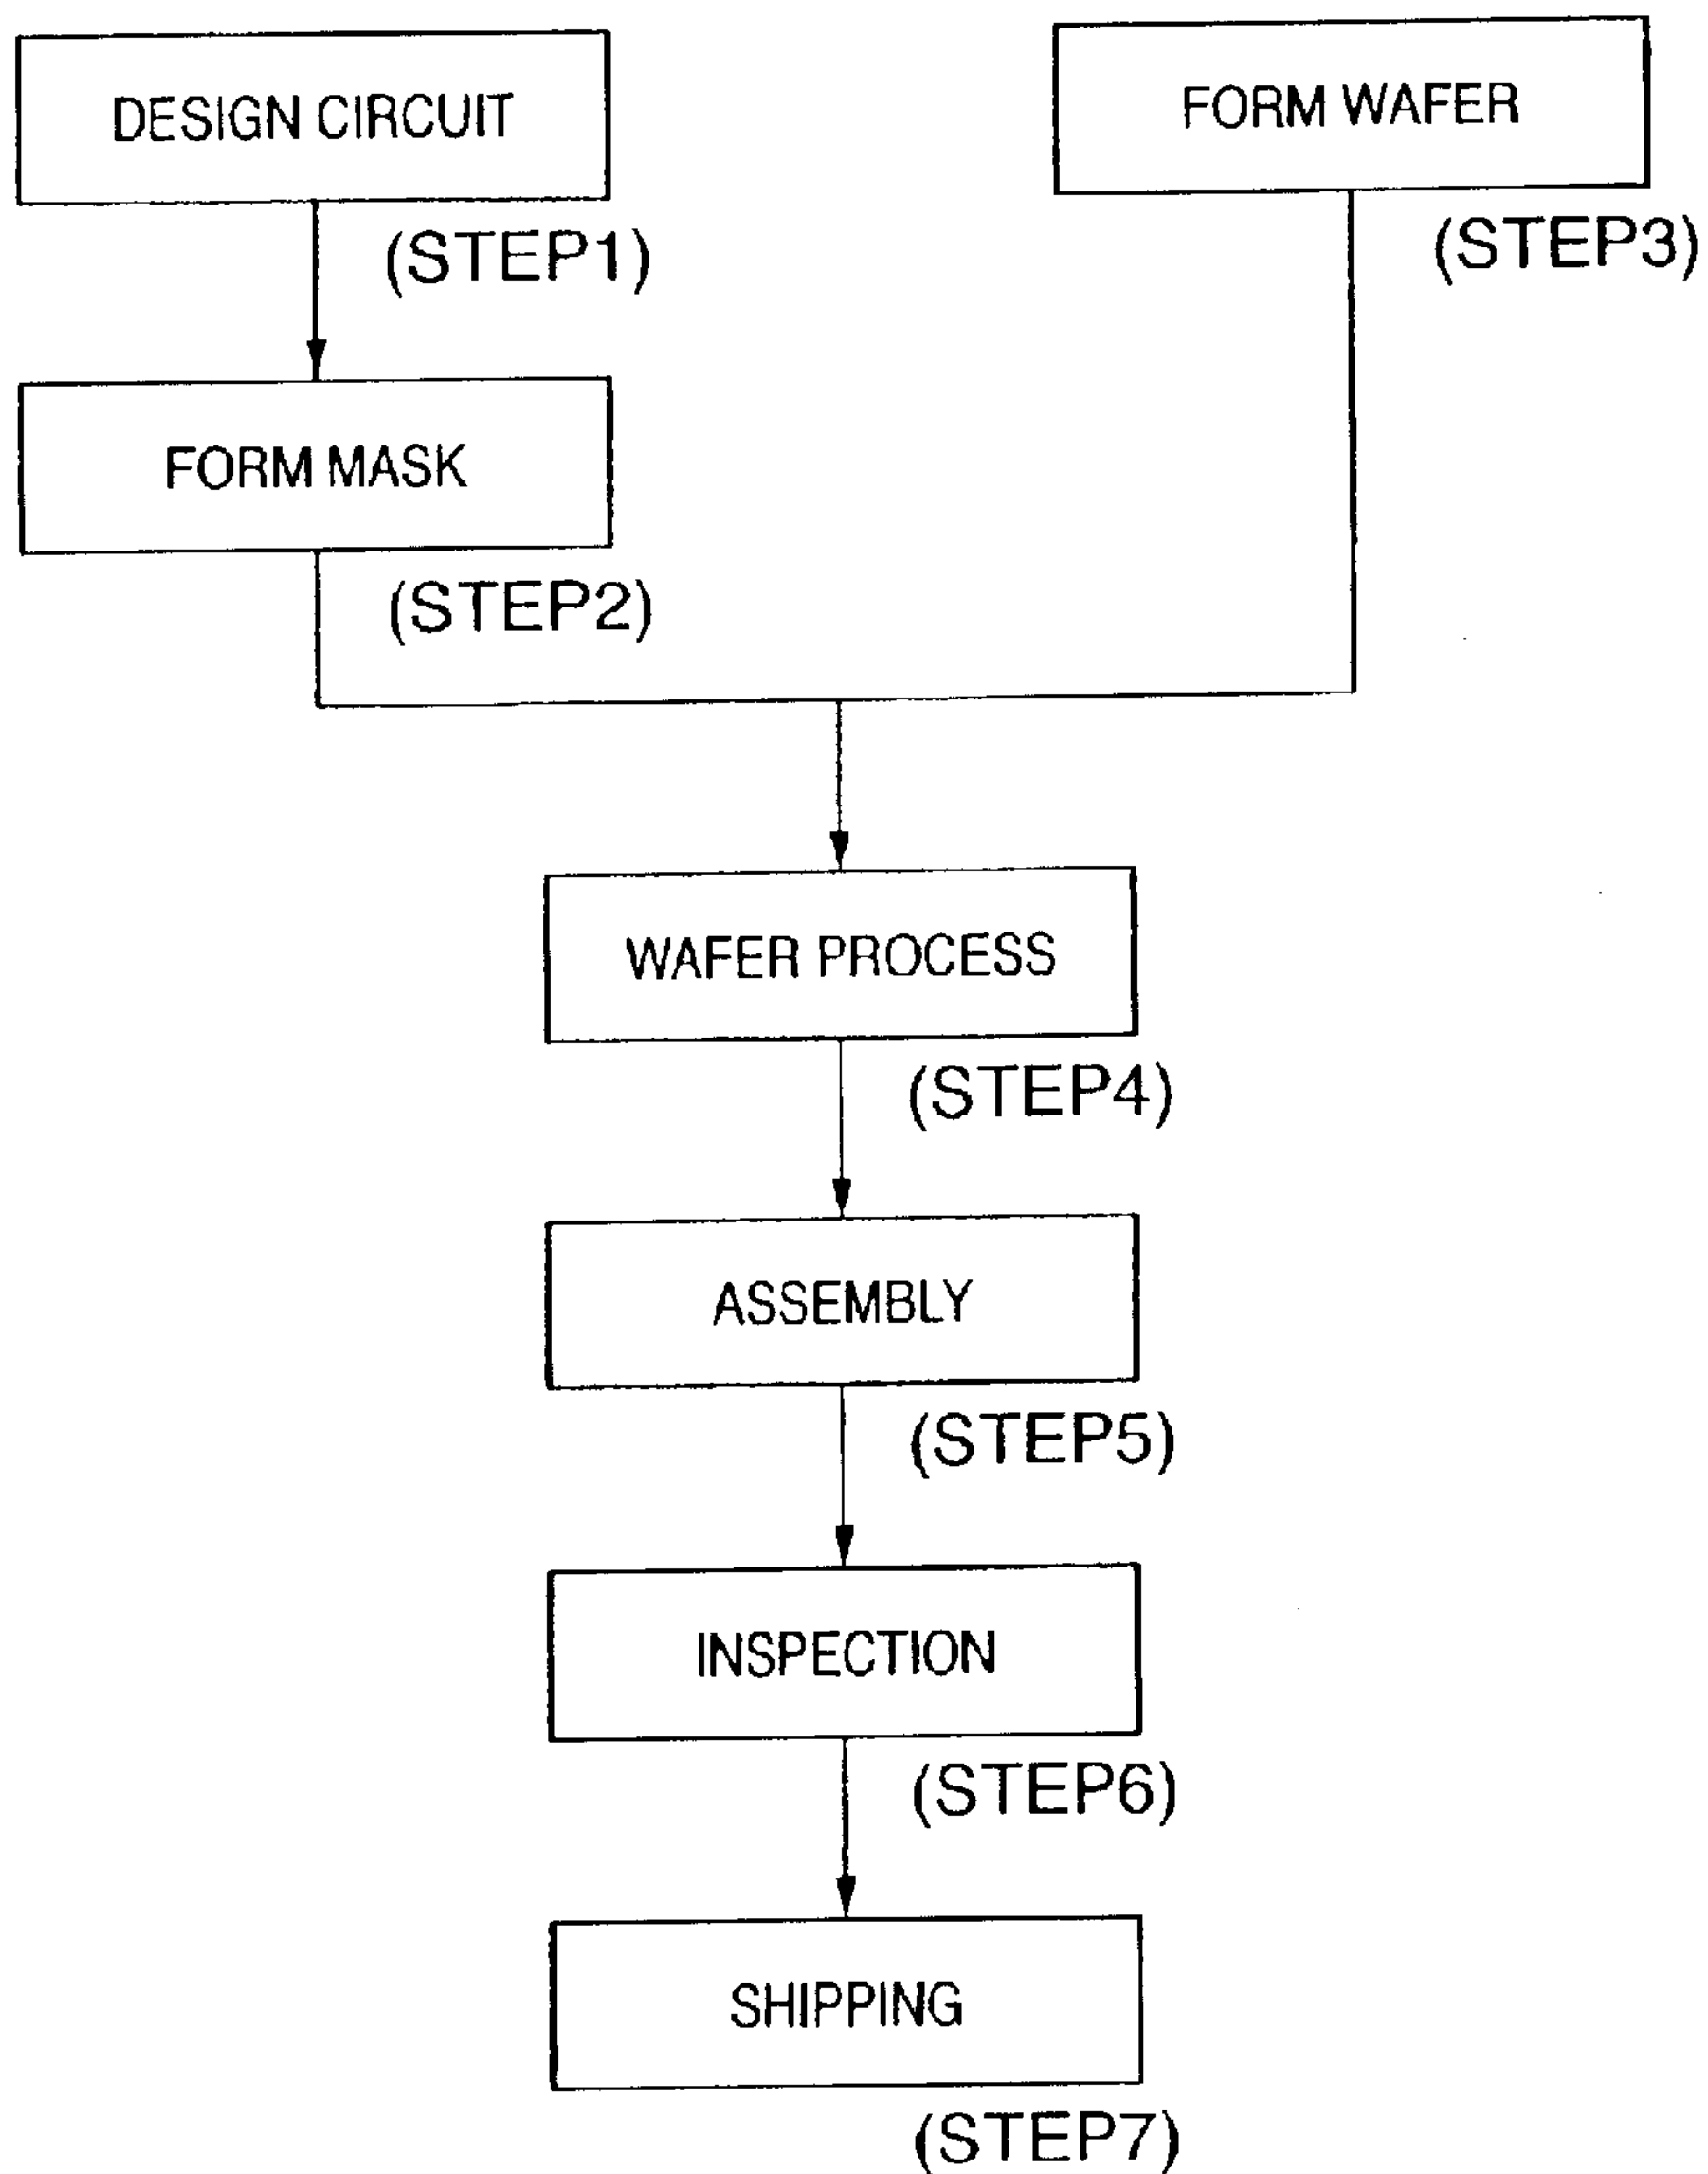 DESIGN CIRCUIT
(STEP1)
FORM MASK
(STEP2)
FORM WAFER
(STEP3)
WAFER PROCESS
(STEP4)
ASSEMBLY
(STEP5)
INSPECTION
(STEP6)
SHIPPING
(STEP7)